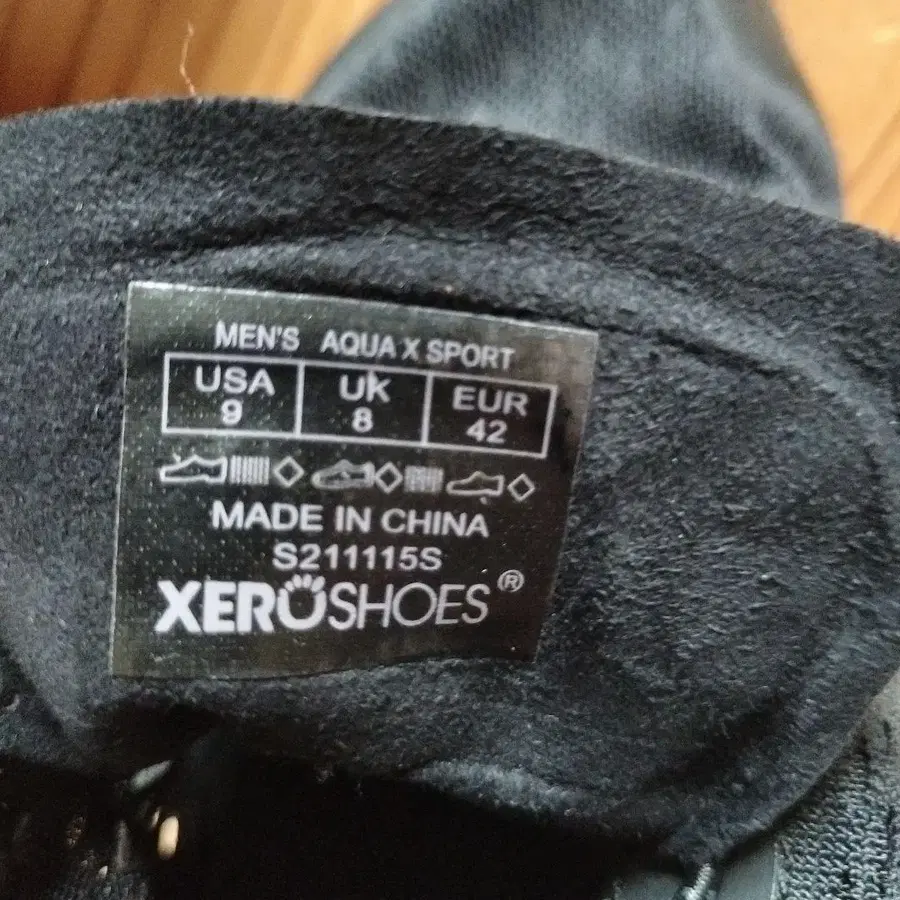 MEN'S AQUA X SPORT
USA UK EUR
9 8 42
MADE IN CHINA
S211115S
XEROSHOES®